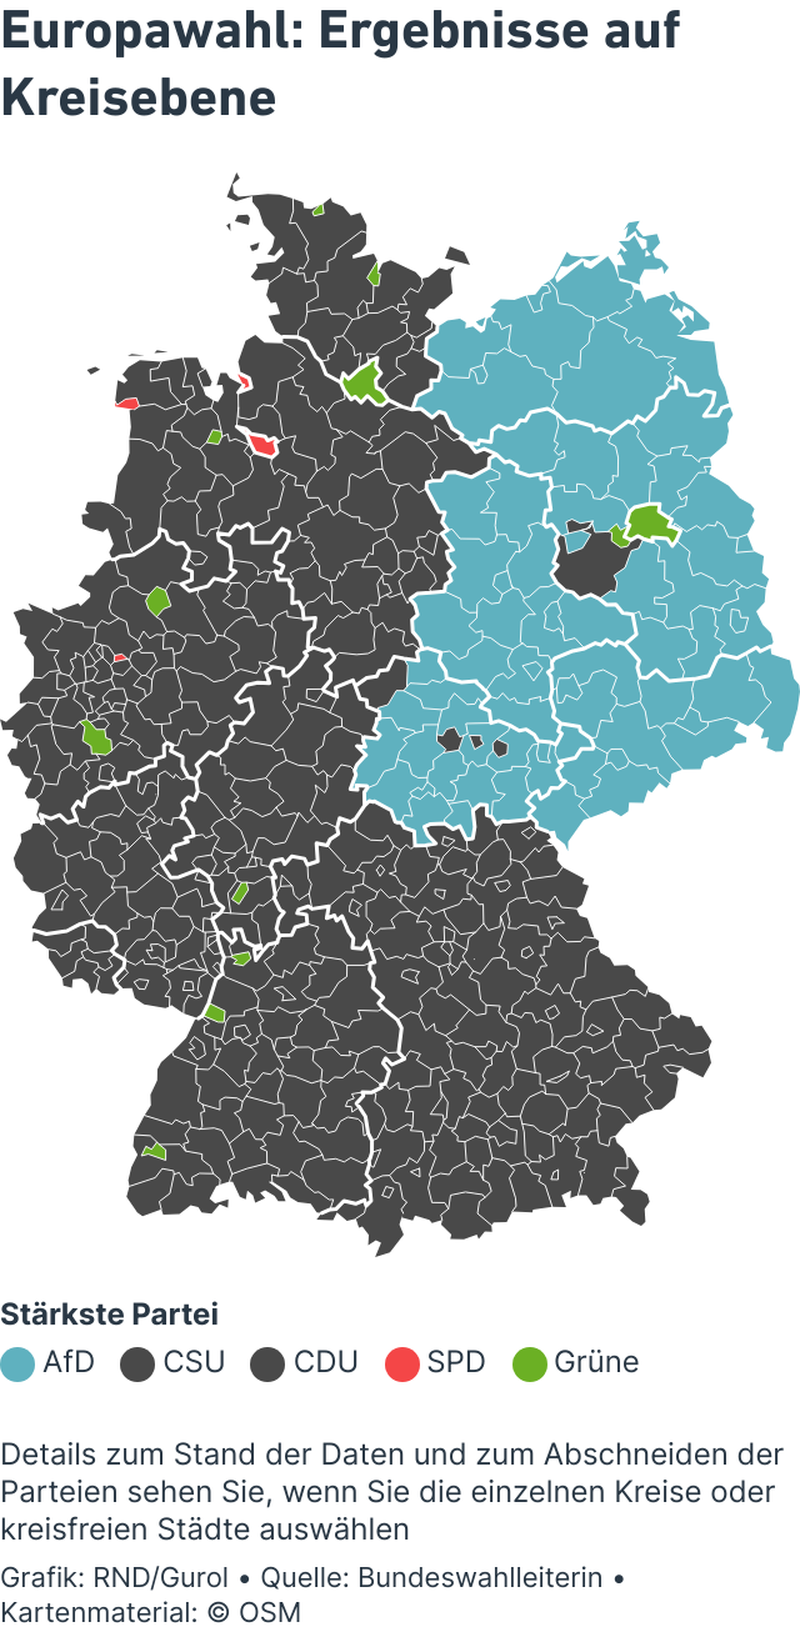 Europawahl: Ergebnisse auf
Kreisebene
Stärkste Partei
AfD CSU CDU SPD Grüne
Details zum Stand der Daten und zum Abschneiden der
Parteien sehen Sie, wenn Sie die einzelnen Kreise oder
kreisfreien Städte auswählen
Grafik: RND/Gurol • Quelle: Bundeswahlleiterin •
Kartenmaterial: © OSM